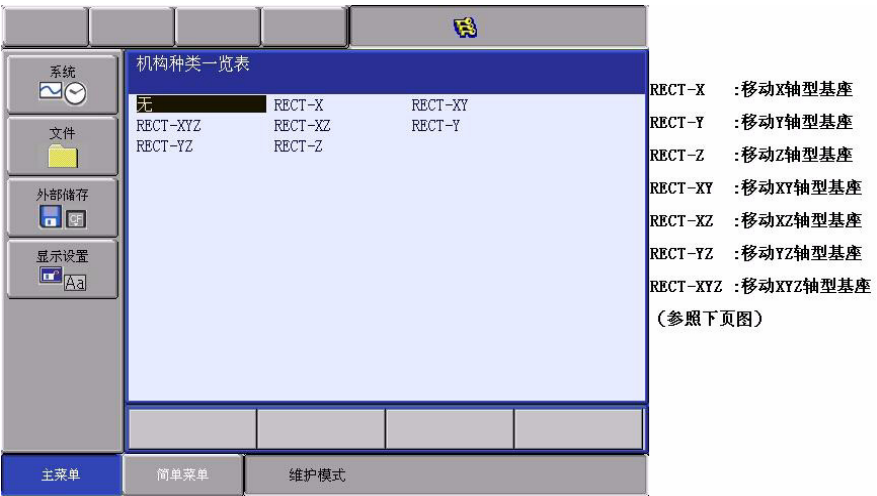 系统
文件
外部储存
CF
显示设置
Aa
机构种类一览表
无 RECT-X RECT-XY
RECT-XYZ RECT-XZ RECT-Y
RECT-YZ RECT-Z
主菜单 简单菜单 维护模式
RECT-X :移动X轴型基座
RECT-Y :移动Y轴型基座
RECT-Z :移动Z轴型基座
RECT-XY :移动XY轴型基座
RECT-XZ :移动XZ轴型基座
RECT-YZ :移动YZ轴型基座
RECT-XYZ :移动XYZ轴型基座
(参照下页图)